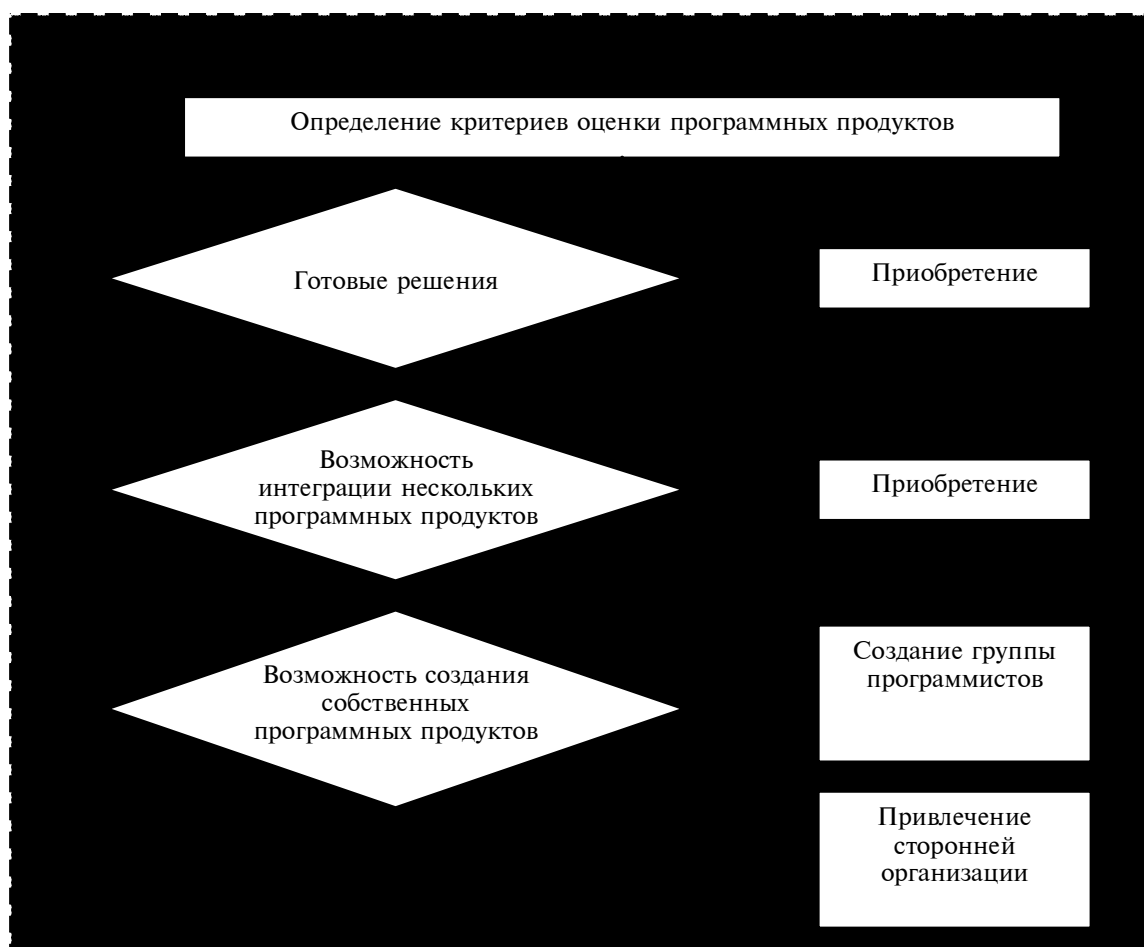 Определение критериев оценки программных продуктов
Готовые решения
Приобретение
Возможность
интеграции нескольких
программных продуктов
Приобретение
Возможность создания
собственных
программных продуктов
Создание группы
программистов
Привлечение
сторонней
организации